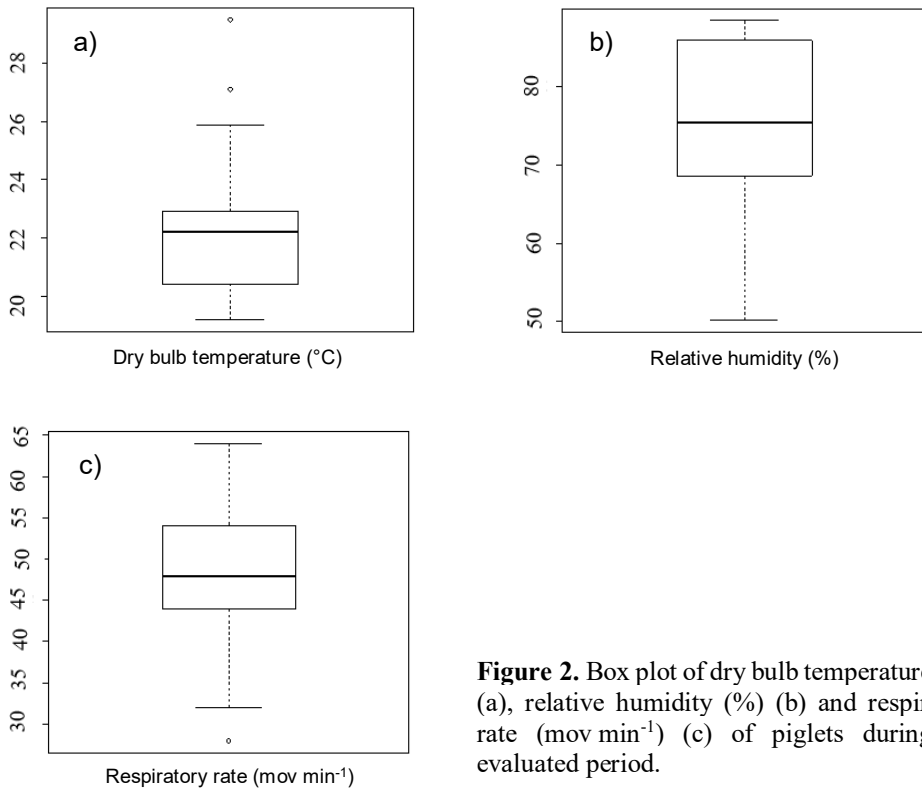 a)
28
26
24
22
20
Dry bulb temperature (°C)
b)
80
70
60
50
Relative humidity (%)
c)
65
60
55
50
45
40
35
30
Respiratory rate (mov min-1)
Figure 2. Box plot of dry bulb temperature
(a), relative humidity (%) (b) and respir
rate (mov min-1) (c) of piglets during
evaluated period.